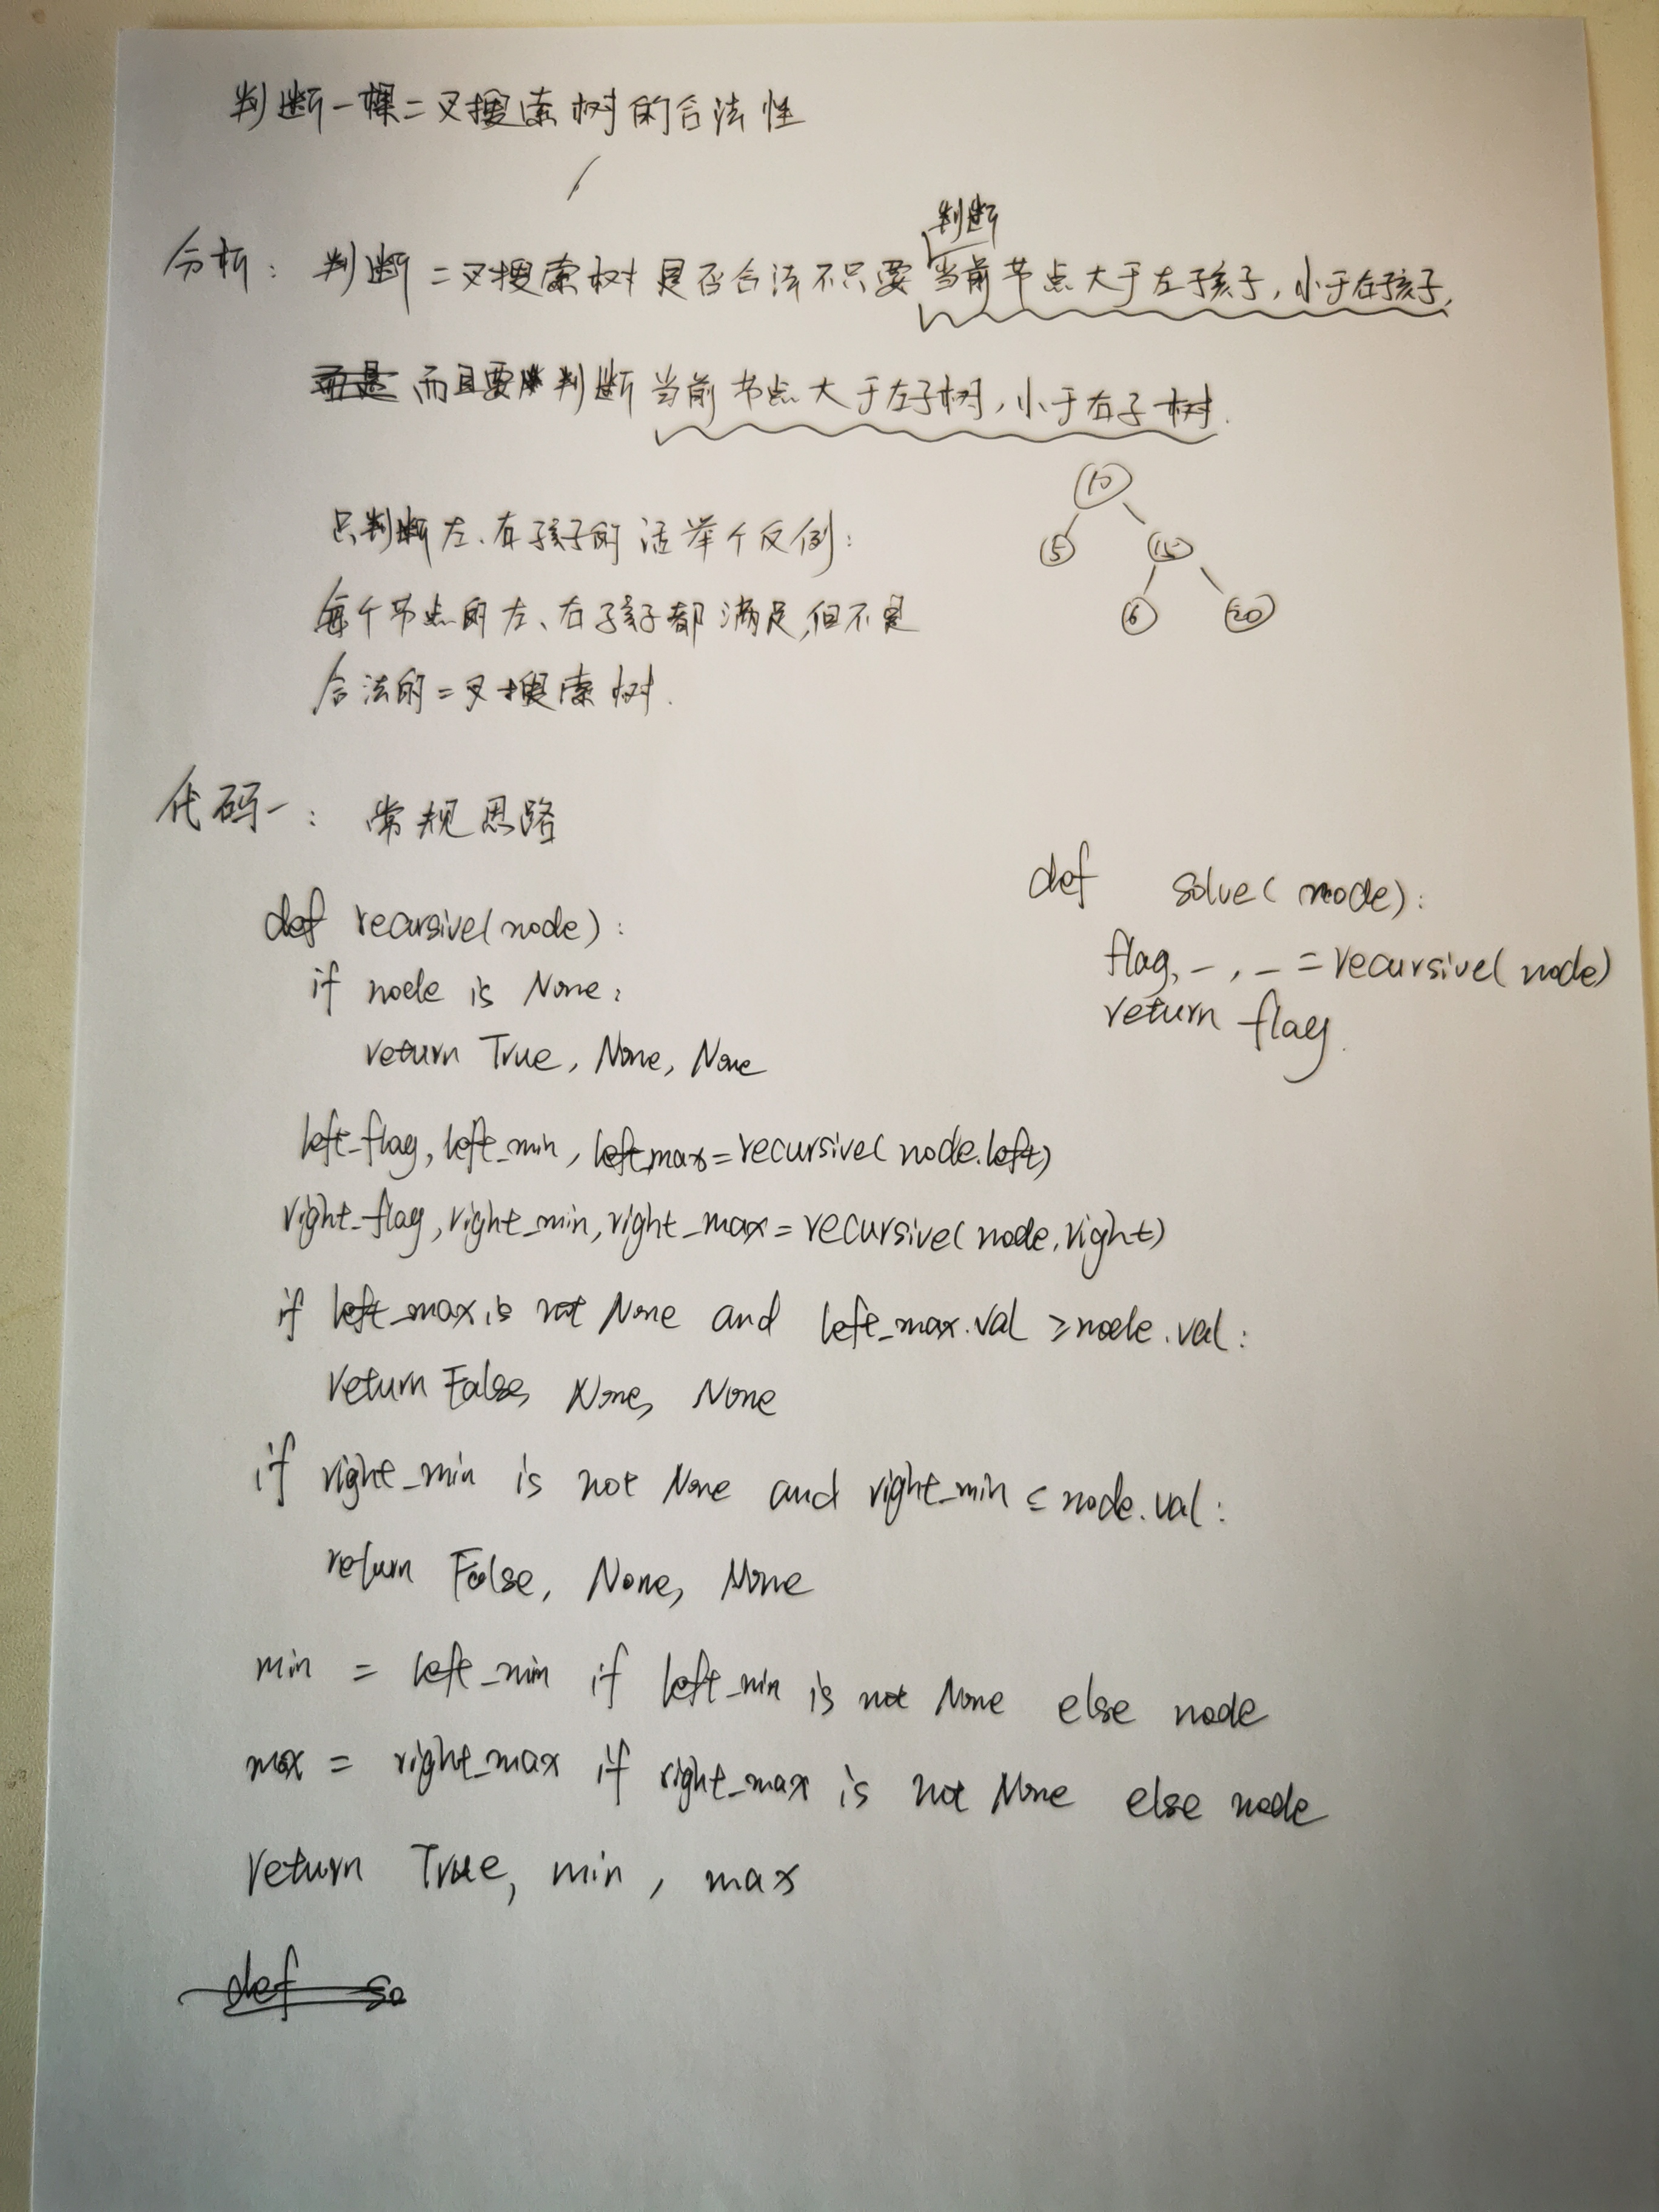 判断一棵二叉搜索树的合法性
分析：判断二叉搜索树是否合法不只要判断当前节点大于左孩子，小于右孩子，
而且要判断当前节点大于左子树，小于右子树.
只判断左、右孩子的话举个反例：
每个节点的左、右孩子都满足，但不是
合法的二叉搜索树.
10
5 15
6 20
代码一：常规思路
def recursive(node):
if node is None:
return True, None, None
left_flag, left_min, left_max = recursive(node.left)
right_flag, right_min, right_max = recursive(node.right)
if left_max is not None and left_max.val ≥ node.val:
return False, None, None
if right_min is not None and right_min ≤ node.val:
return False, None, None
min = left_min if left_min is not None else node
max = right_max if right_max is not None else node
return True, min, max
def so
def solve(node):
flag, _, _ = recursive(node)
return flag.